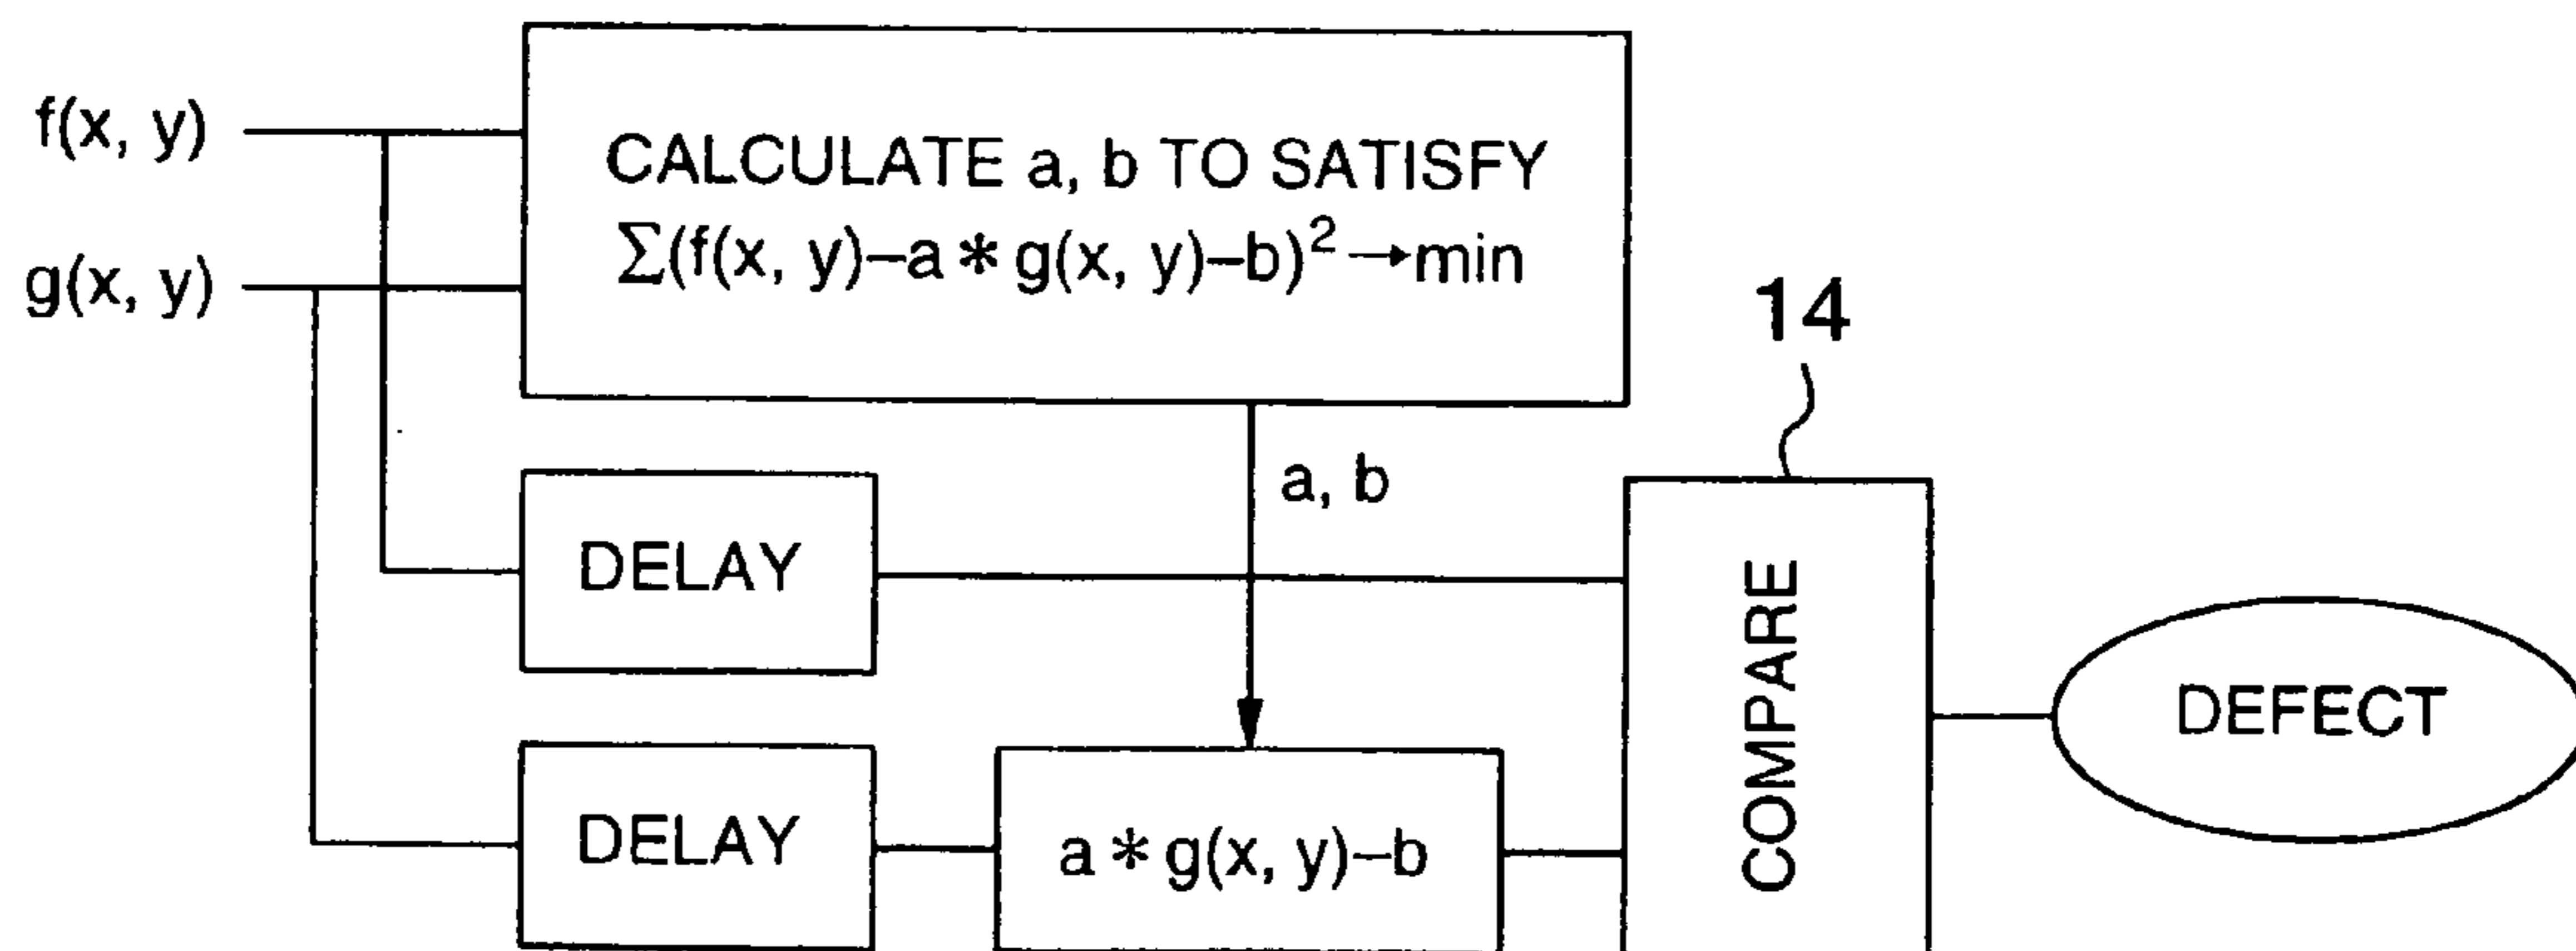 f(x, y)
g(x, y)
CALCULATE a, b TO SATISFY
Σ(f(x, y)–a * g(x, y)–b)² →min
14
a, b
DELAY
COMPARE
DEFECT
DELAY
a * g(x, y)–b